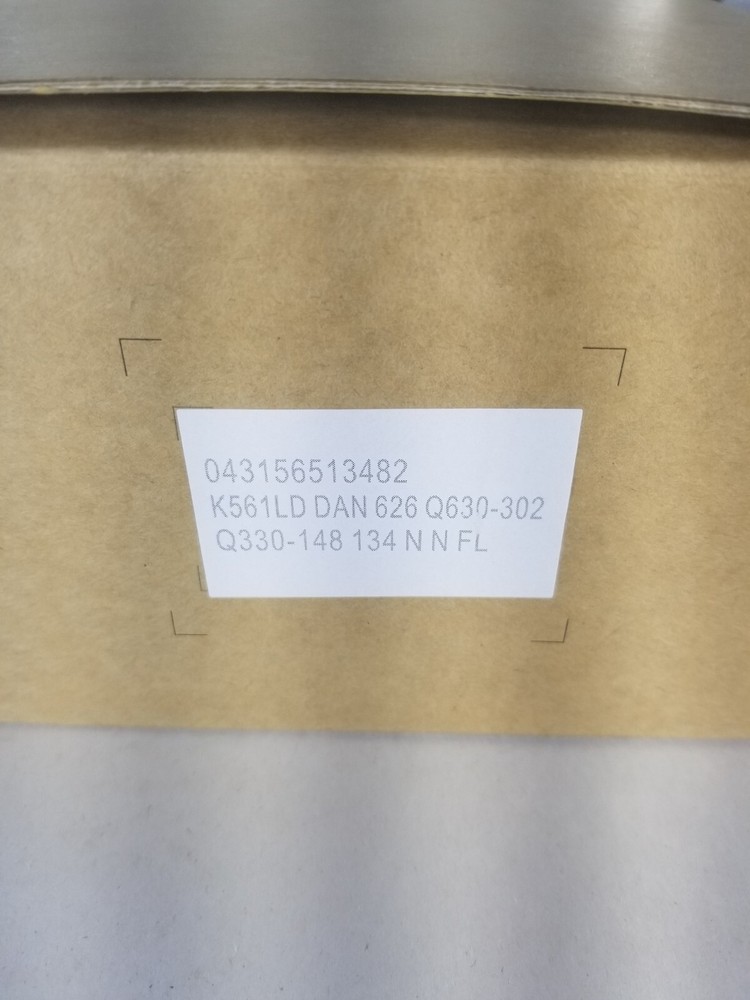 043156513482
K561LD DAN 626 Q630-302
Q330-148 134 N N FL